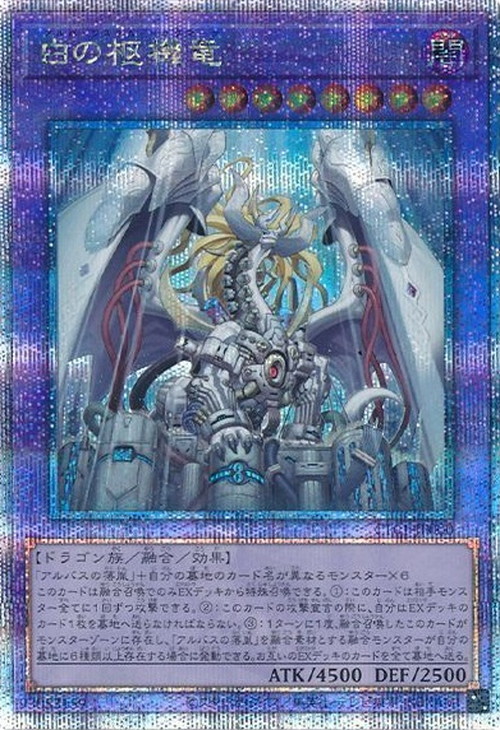 宙の枢機竜
闇
【ドラゴン族／融合／効果】
「アルバスの落胤」＋自分の墓地のカード名が異なるモンスター×６
このカードは融合召喚でのみEXデッキから特殊召喚できる。①：このカードは相手モンス
ター全てに１回ずつ攻撃できる。②：このカードの攻撃宣言の際に、自分はEXデッキ
のカード１枚を墓地へ送らなければならない。③：１ターンに１度、融合召喚したこのカードが
モンスターゾーンに存在し、「アルバスの落胤」を融合素材とする融合モンスターが自分の
墓地に６種類以上存在する場合に発動できる。お互いのEXデッキのカードを全て墓地へ送る。
ATK/4500 DEF/2500